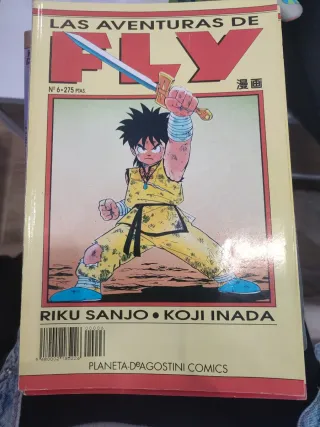 LAS AVENTURAS DE
FLY
Nº 6 • 275 PTAS.
漫画
RIKU SANJO • KOJI INADA
PLANETA-DeAGOSTINI COMICS